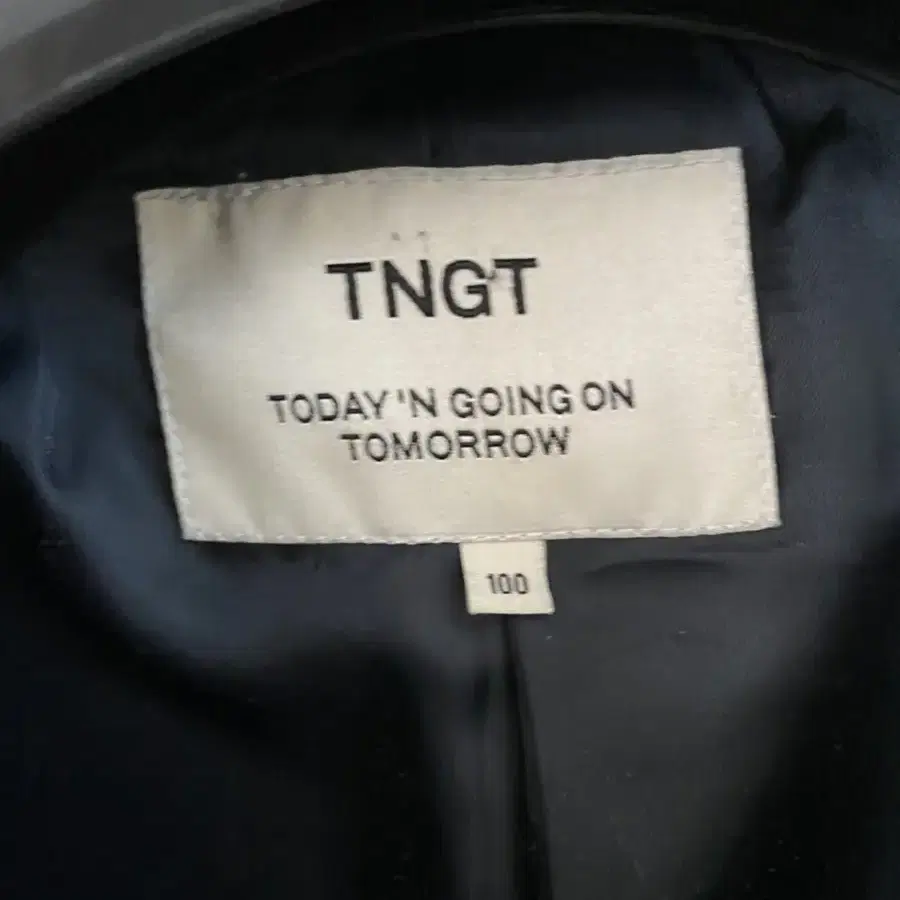 TNGT
TODAY 'N GOING ON
TOMORROW
100